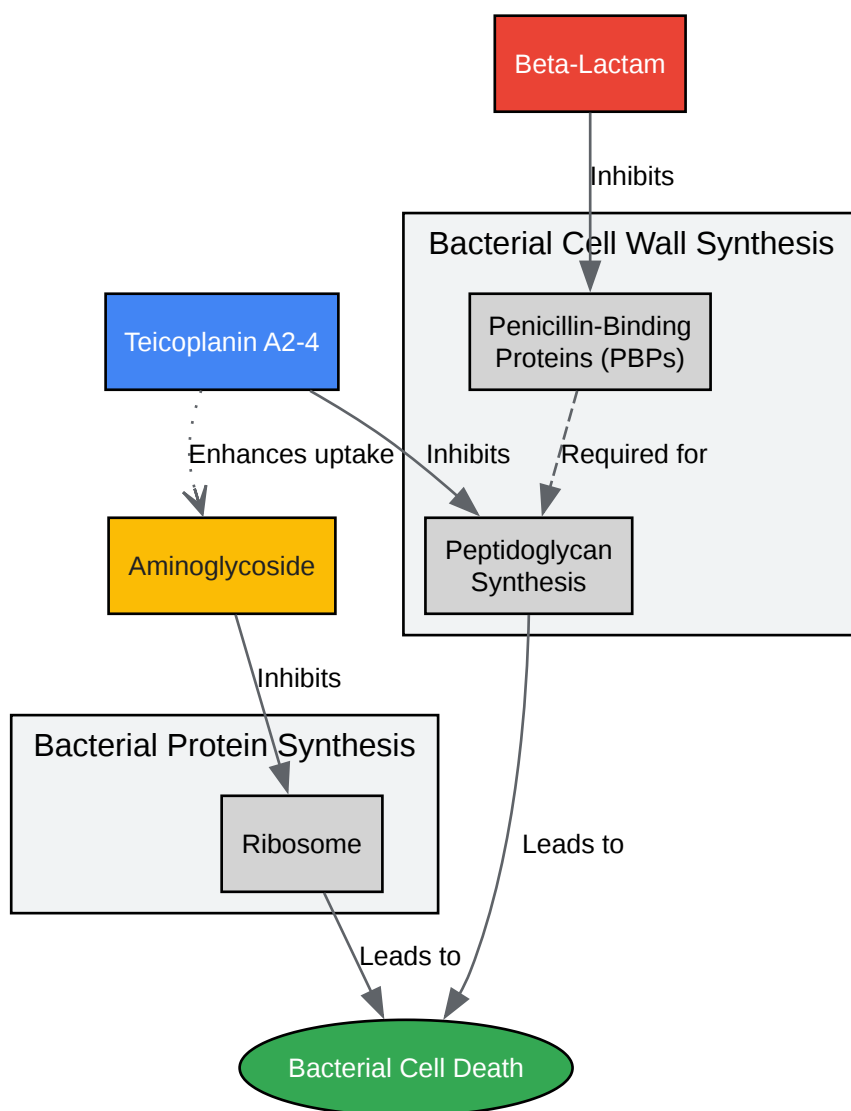 Beta-Lactam
Inhibits
Bacterial Cell Wall Synthesis
Teicoplanin A2-4
Penicillin-Binding
Proteins (PBPs)
Enhances uptake
Inhibits
Required for
Aminoglycoside
Peptidoglycan
Synthesis
Inhibits
Bacterial Protein Synthesis
Ribosome
Leads to
Leads to
Bacterial Cell Death